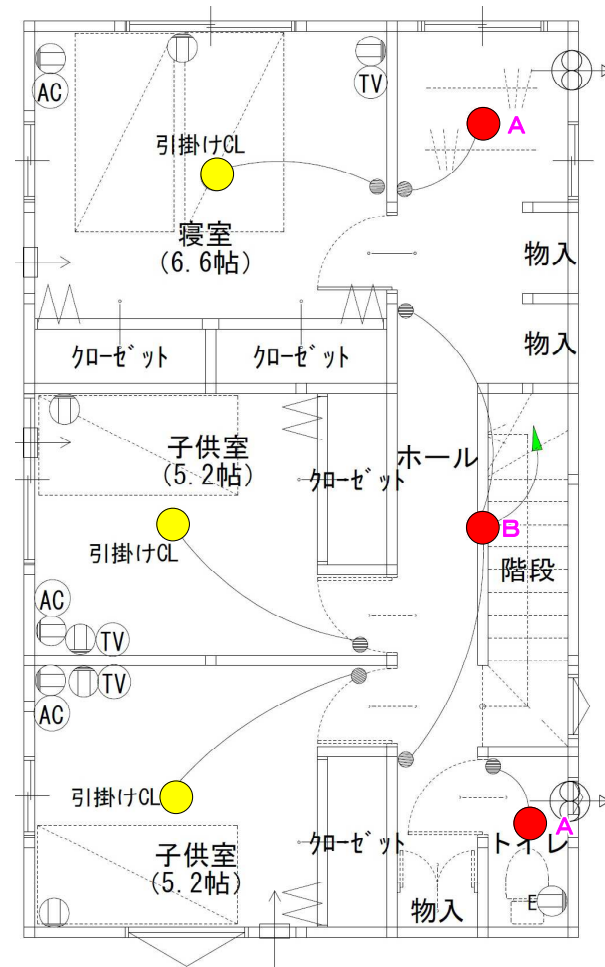 AC
TV
A
引掛けCL
寝室
(6.6帖)
物入
物入
クローゼット
クローゼット
子供室
(5.2帖)
クローゼット
ホール
B
引掛けCL
階段
AC
TV
TV
AC
引掛けCL
A
子供室
(5.2帖)
クローゼット
トイレ
物入
E